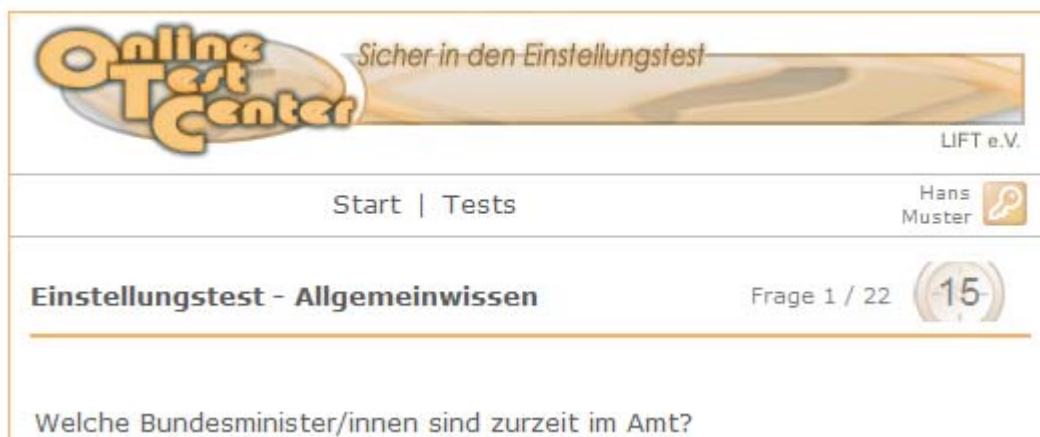 Online
Test
Center
Sicher in den Einstellungstest
LIFT e.V.
Start | Tests
Hans
Muster
Einstellungstest - Allgemeinwissen
Frage 1 / 22
15
Welche Bundesminister/innen sind zurzeit im Amt?